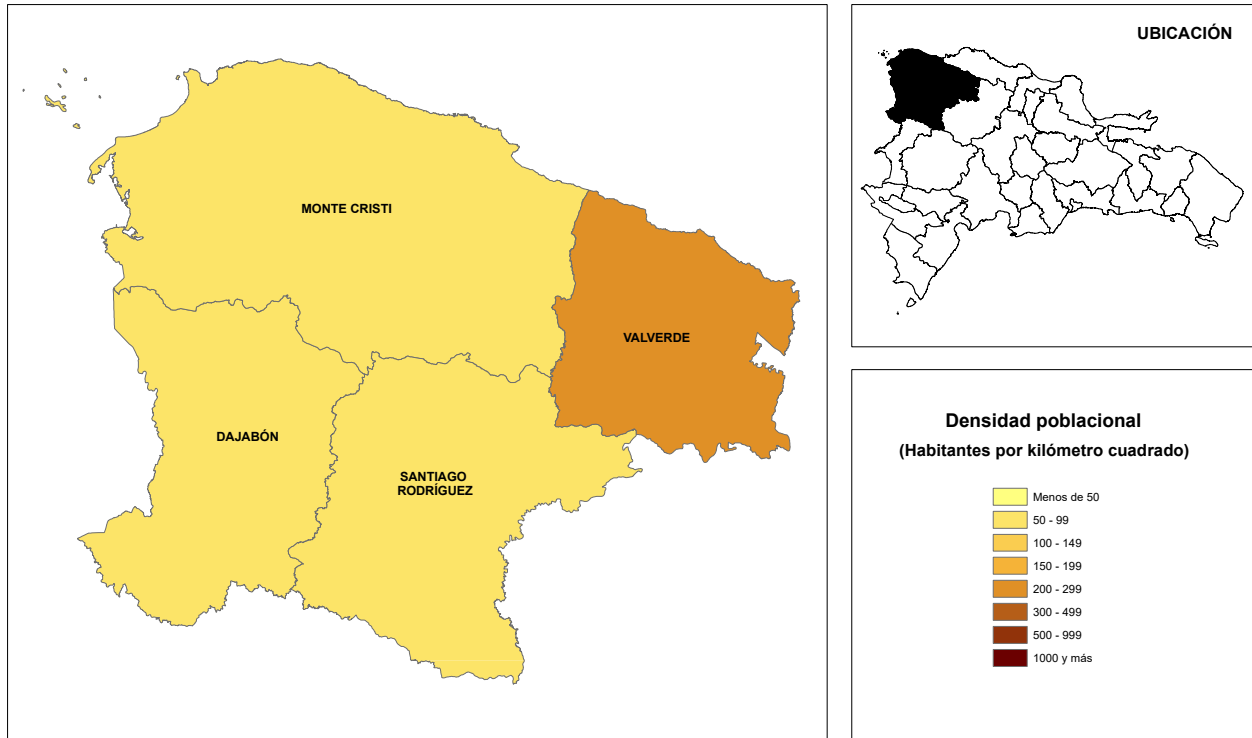 MONTE CRISTI
VALVERDE
DAJABÓN
SANTIAGO
RODRÍGUEZ
UBICACIÓN
Densidad poblacional
(Habitantes por kilómetro cuadrado)
Menos de 50
50 - 99
100 - 149
150 - 199
200 - 299
300 - 499
500 - 999
1000 y más